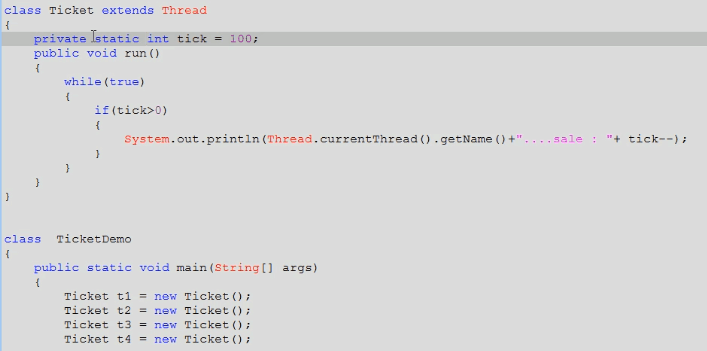 class Ticket extends Thread
{
private static int tick = 100;
public void run()
{
while(true)
{
if(tick>0)
{
System.out.println(Thread.currentThread().getName()+"....sale : "+ tick--);
}
}
}
}
class TicketDemo
{
public static void main(String[] args)
{
Ticket t1 = new Ticket();
Ticket t2 = new Ticket();
Ticket t3 = new Ticket();
Ticket t4 = new Ticket();